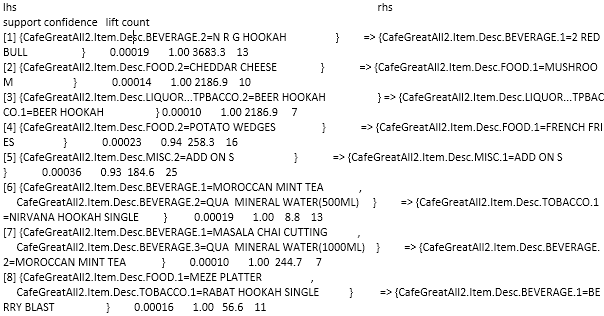 lhs rhs
support confidence lift count
[1] {CafeGreatAll2.Item.Desc.BEVERAGE.2=N R G HOOKAH } => {CafeGreatAll2.Item.Desc.BEVERAGE.1=2 RED
BULL } 0.00019 1.00 3683.3 13
[2] {CafeGreatAll2.Item.Desc.FOOD.2=CHEDDAR CHEESE } => {CafeGreatAll2.Item.Desc.FOOD.1=MUSHROO
M } 0.00014 1.00 2186.9 10
[3] {CafeGreatAll2.Item.Desc.LIQUOR...TPBACCO.2=BEER HOOKAH } => {CafeGreatAll2.Item.Desc.LIQUOR...TPBAC
CO.1=BEER HOOKAH } 0.00010 1.00 2186.9 7
[4] {CafeGreatAll2.Item.Desc.FOOD.2=POTATO WEDGES } => {CafeGreatAll2.Item.Desc.FOOD.1=FRENCH FRI
ES } 0.00023 0.94 258.3 16
[5] {CafeGreatAll2.Item.Desc.MISC.2=ADD ON S } => {CafeGreatAll2.Item.Desc.MISC.1=ADD ON S
} 0.00036 0.93 184.6 25
[6] {CafeGreatAll2.Item.Desc.BEVERAGE.1=MOROCCAN MINT TEA ,
CafeGreatAll2.Item.Desc.BEVERAGE.2=QUA MINERAL WATER(500ML) } => {CafeGreatAll2.Item.Desc.TOBACCO.1
=NIRVANA HOOKAH SINGLE } 0.00019 1.00 8.8 13
[7] {CafeGreatAll2.Item.Desc.BEVERAGE.1=MASALA CHAI CUTTING ,
CafeGreatAll2.Item.Desc.BEVERAGE.3=QUA MINERAL WATER(1000ML) } => {CafeGreatAll2.Item.Desc.BEVERAGE.
2=MOROCCAN MINT TEA } 0.00010 1.00 244.7 7
[8] {CafeGreatAll2.Item.Desc.FOOD.1=MEZE PLATTER ,
CafeGreatAll2.Item.Desc.TOBACCO.1=RABAT HOOKAH SINGLE } => {CafeGreatAll2.Item.Desc.BEVERAGE.1=BE
RRY BLAST } 0.00016 1.00 56.6 11